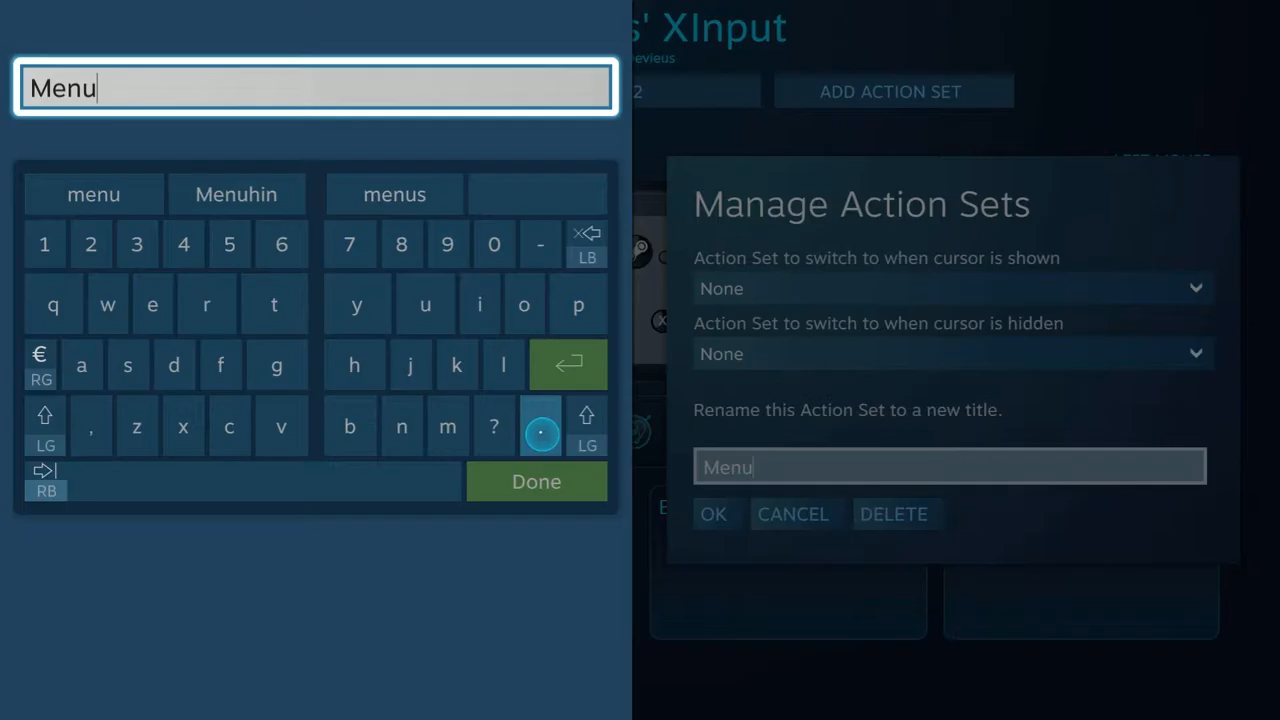 Menu
menu Menuhin menus
1 2 3 4 5 6 7 8 9 0 - LB
q w e r t y u i o p
€ RG a s d f g h j k l
LG , z x c v b n m ? . LG
RB Done
s' XInput
evieus
2 ADD ACTION SET
Manage Action Sets
Action Set to switch to when cursor is shown
None
Action Set to switch to when cursor is hidden
None
Rename this Action Set to a new title.
Menu
OK CANCEL DELETE